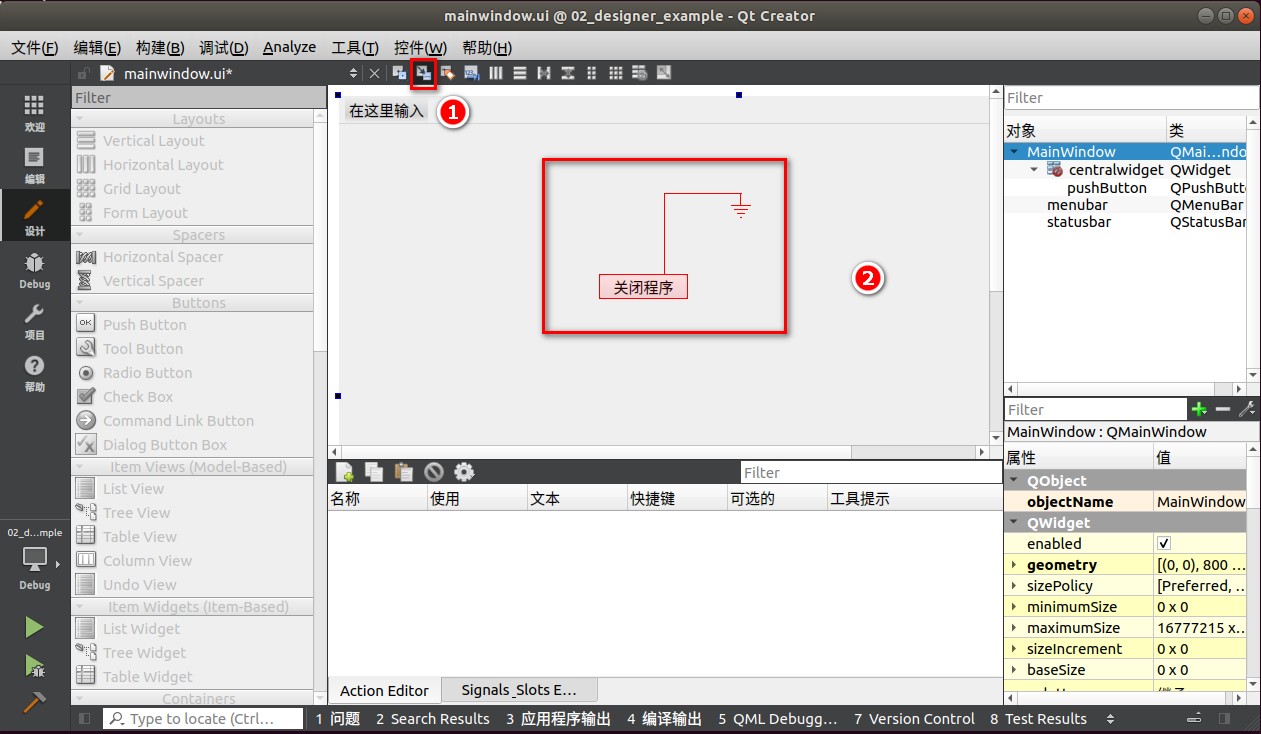 mainwindow.ui @ 02_designer_example - Qt Creator
文件(F) 编辑(E) 构建(B) 调试(D) Analyze 工具(T) 控件(W) 帮助(H)
mainwindow.ui*
欢迎
编辑
设计
Debug
项目
帮助
02_d...mple
Debug
Filter
Layouts
Vertical Layout
Horizontal Layout
Grid Layout
Form Layout
Spacers
Horizontal Spacer
Vertical Spacer
Buttons
OK Push Button
Tool Button
Radio Button
Check Box
Command Link Button
Dialog Button Box
Item Views (Model-Based)
List View
Tree View
Table View
Column View
Undo View
Item Widgets (Item-Based)
List Widget
Tree Widget
Table Widget
Containers
在这里输入
1
2
关闭程序
Filter
名称 使用 文本 快捷键 可选的 工具提示
Action Editor Signals_Slots E...
Filter
对象 类
MainWindow QMai...ndo
centralwidget QWidget
pushButton QPushButt
menubar QMenuBar
statusbar QStatusBar
Filter
MainWindow : QMainWindow
属性 值
QObject
objectName MainWindow
QWidget
enabled
geometry [(0, 0), 800 ...
sizePolicy [Preferred, ...
minimumSize 0 x 0
maximumSize 16777215 x...
sizeIncrement 0 x 0
baseSize 0 x 0
Type to locate (Ctrl... 1 问题 2 Search Results 3 应用程序输出 4 编译输出 5 QML Debugg... 7 Version Control 8 Test Results